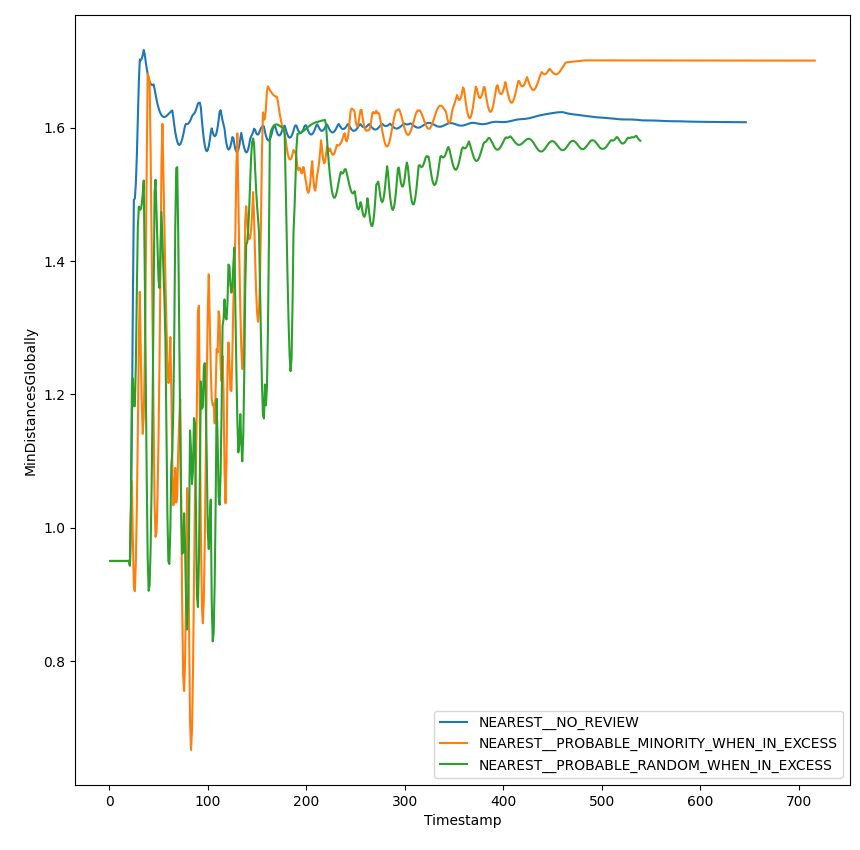 MinDistancesGlobally
1.6
1.4
1.2
1.0
0.8
0
100
200
300
400
500
600
700
Timestamp
NEAREST__NO_REVIEW
NEAREST__PROBABLE_MINORITY_WHEN_IN_EXCESS
NEAREST__PROBABLE_RANDOM_WHEN_IN_EXCESS